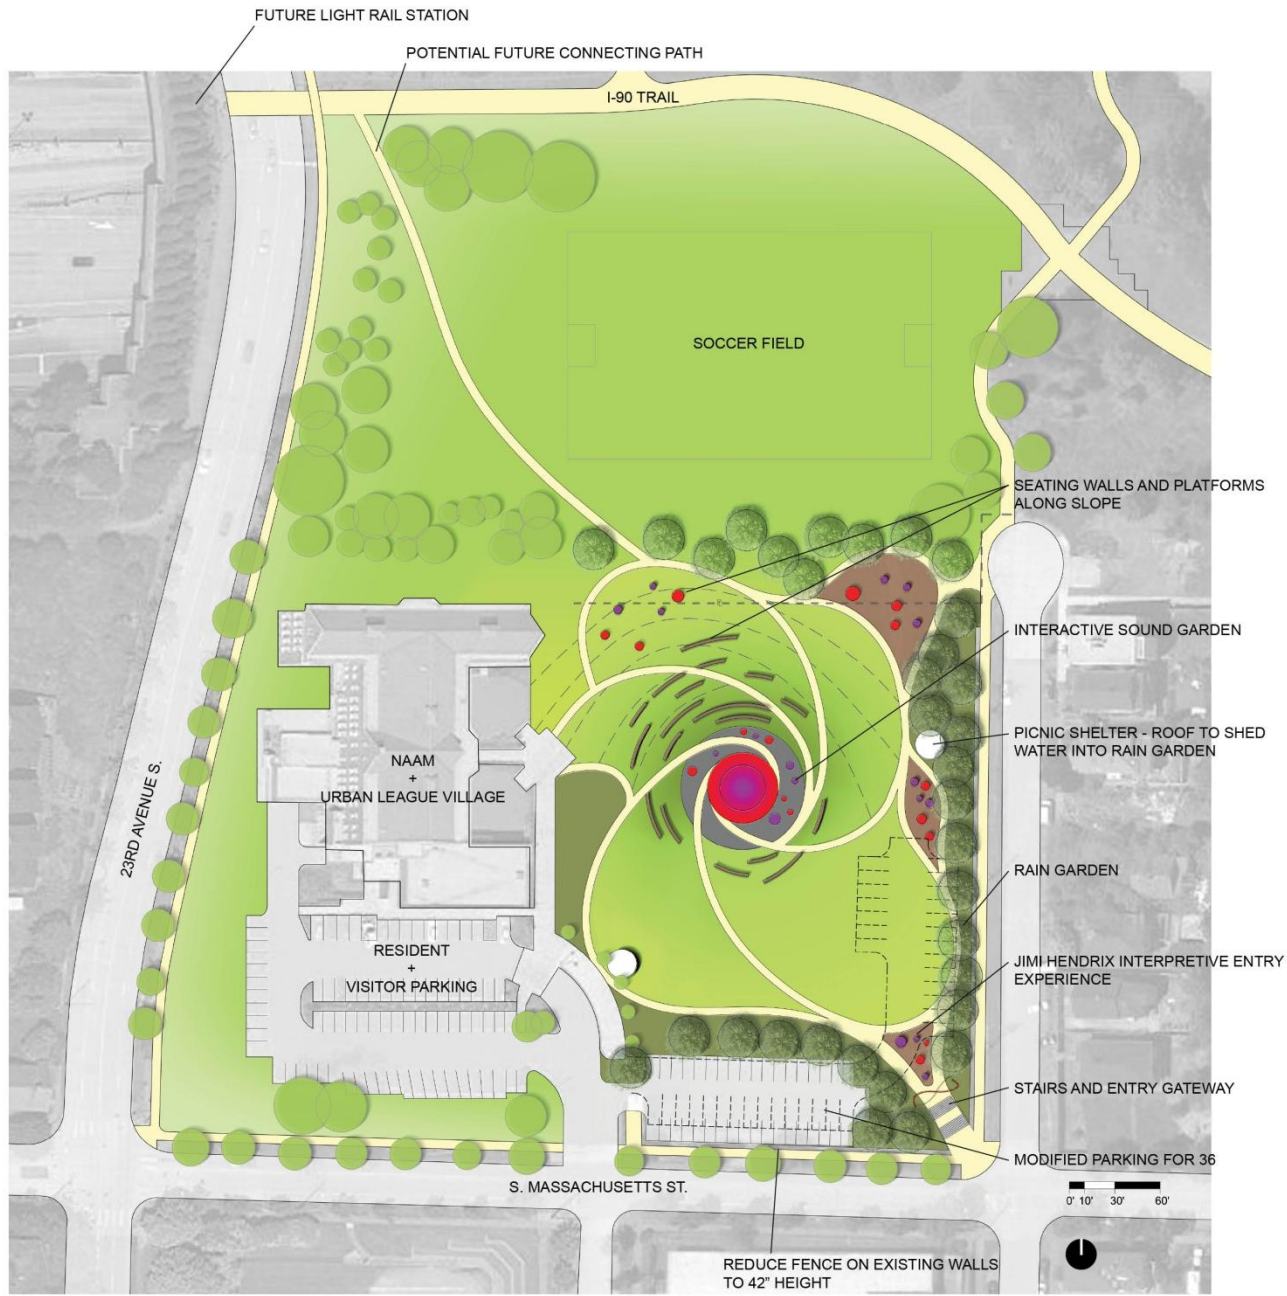 FUTURE LIGHT RAIL STATION
POTENTIAL FUTURE CONNECTING PATH
I-90 TRAIL
SOCCER FIELD
SEATING WALLS AND PLATFORMS
ALONG SLOPE
INTERACTIVE SOUND GARDEN
PICNIC SHELTER - ROOF TO SHED
WATER INTO RAIN GARDEN
NAAM
+
URBAN LEAGUE VILLAGE
23RD AVENUE S.
RAIN GARDEN
RESIDENT
+
VISITOR PARKING
JIMI HENDRIX INTERPRETIVE ENTRY
EXPERIENCE
STAIRS AND ENTRY GATEWAY
MODIFIED PARKING FOR 36
S. MASSACHUSETTS ST.
0' 10' 30' 60'
REDUCE FENCE ON EXISTING WALLS
TO 42" HEIGHT